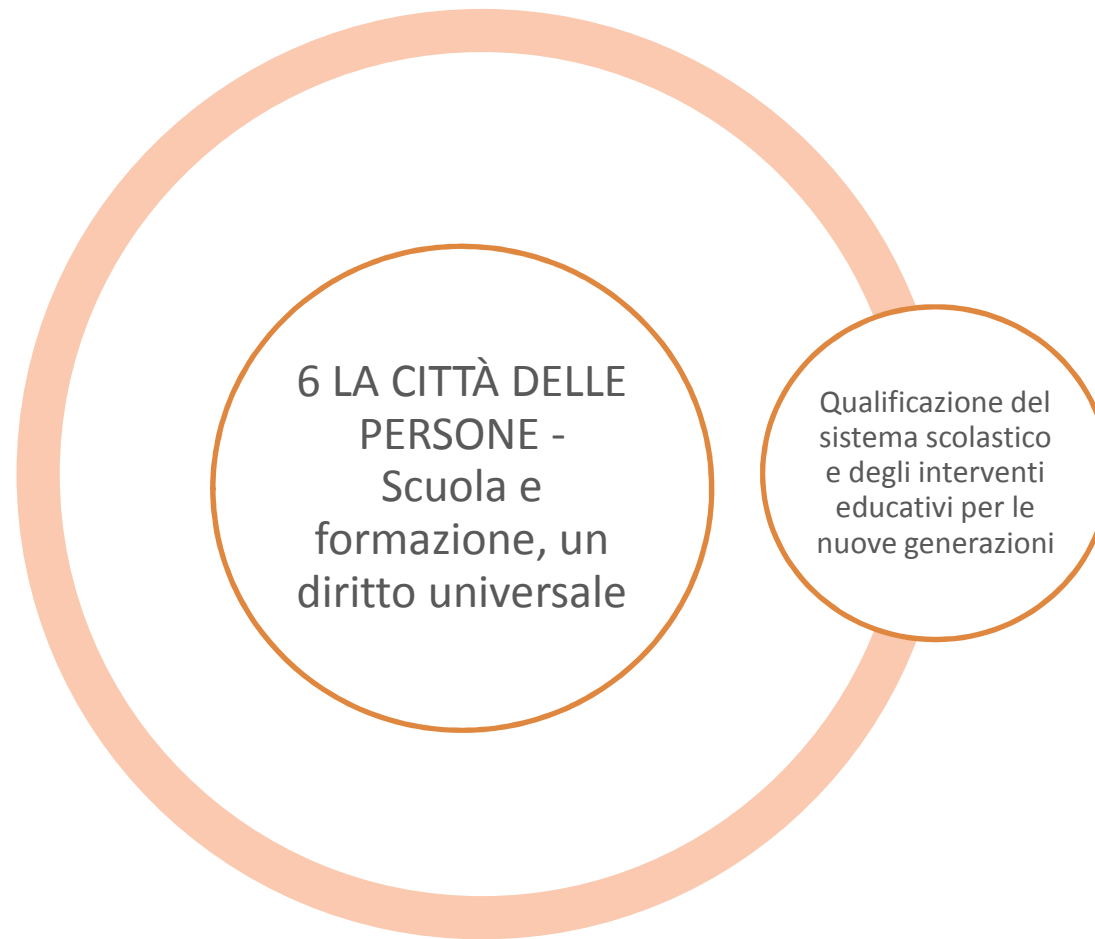 6 LA CITTÀ DELLE
PERSONE -
Scuola e
formazione, un
diritto universale
Qualificazione del
sistema scolastico
e degli interventi
educativi per le
nuove generazioni